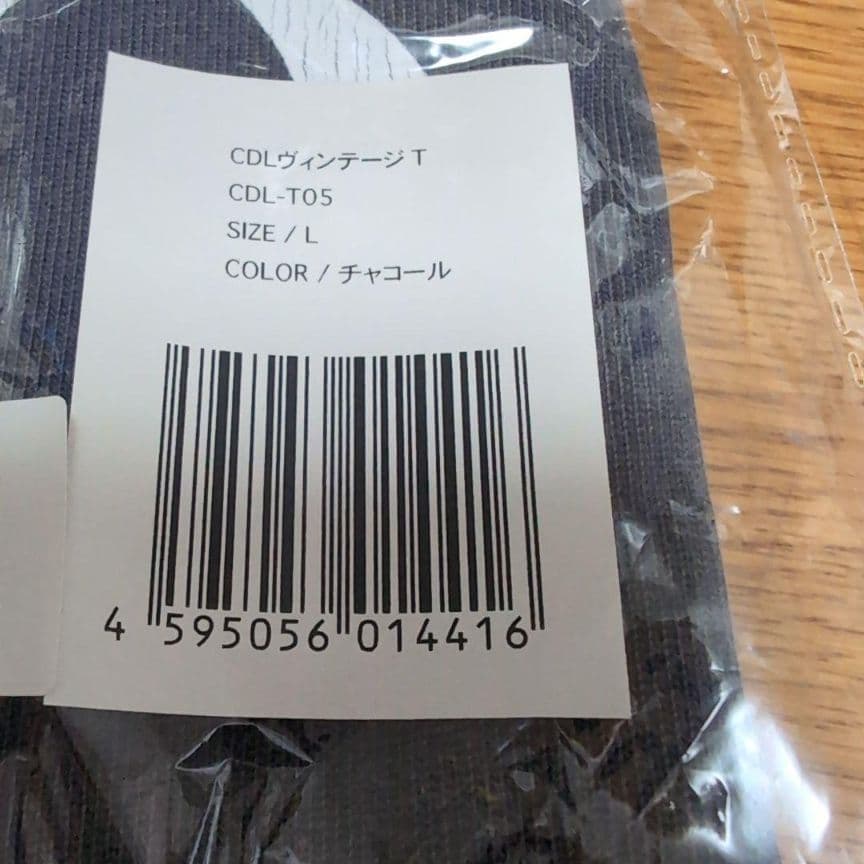 CDLヴィンテージ T
CDL-T05
SIZE / L
COLOR / チャコール
4 595056 014416